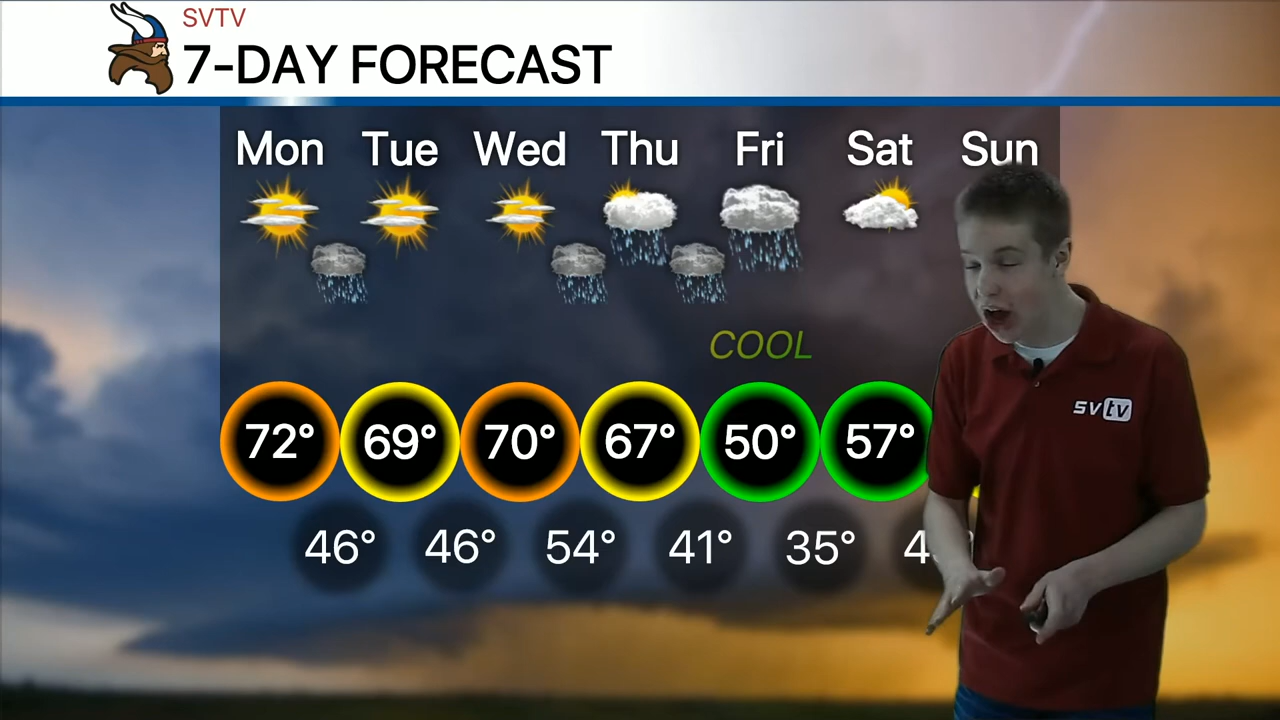 SVTV
7-DAY FORECAST
Mon Tue Wed Thu Fri Sat Sun
COOL
72° 69° 70° 67° 50° 57°
46° 46° 54° 41° 35°
SVtv